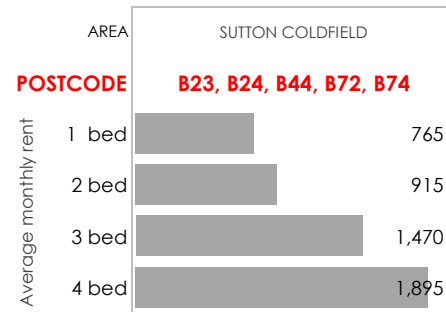 AREA SUTTON COLDFIELD
POSTCODE B23, B24, B44, B72, B74
Average monthly rent
1 bed 765
2 bed 915
3 bed 1,470
4 bed 1,895